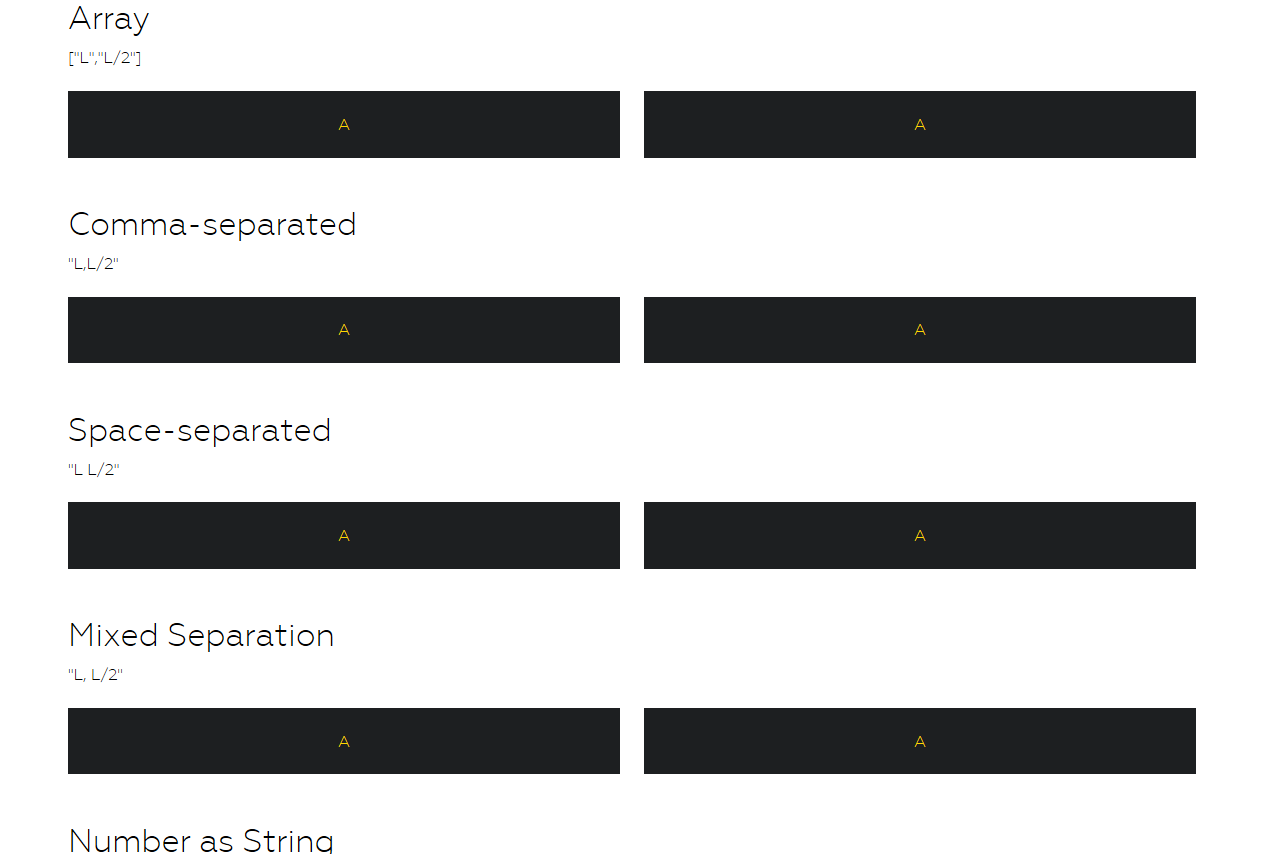 Array
["L","L/2"]
A A
Comma-separated
"L,L/2"
A A
Space-separated
"L L/2"
A A
Mixed Separation
"L, L/2"
A A
Number as String